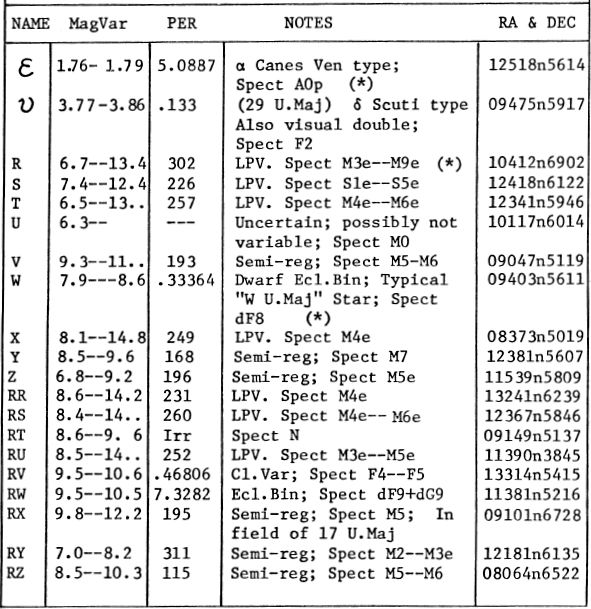 NAME MagVar PER NOTES RA & DEC
ε 1.76- 1.79 5.0887 α Canes Ven type; 12518n5614
Spect A0p (*)
υ 3.77-3.86 .133 (29 U.Maj) δ Scuti type 09475n5917
Also visual double;
Spect F2
R 6.7--13.4 302 LPV. Spect M3e--M9e (*) 10412n6902
S 7.4--12.4 226 LPV. Spect S1e--S5e 12418n6122
T 6.5--13.. 257 LPV. Spect M4e--M6e 12341n5946
U 6.3-- --- Uncertain; possibly not 10117n6014
variable; Spect M0
V 9.3--11.. 193 Semi-reg; Spect M5-M6 09047n5119
W 7.9---8.6 .33364 Dwarf Ecl.Bin; Typical 09403n5611
"W U.Maj" Star; Spect
dF8 (*)
X 8.1--14.8 249 LPV. Spect M4e 08373n5019
Y 8.5--9.6 168 Semi-reg; Spect M7 12381n5607
Z 6.8--9.2 196 Semi-reg; Spect M5e 11539n5809
RR 8.6--14.2 231 LPV. Spect M4e 13241n6239
RS 8.4--14.. 260 LPV. Spect M4e-- M6e 12367n5846
RT 8.6--9. 6 Irr Spect N 09149n5137
RU 8.5--14.. 252 LPV. Spect M3e--M5e 11390n3845
RV 9.5--10.6 .46806 Cl.Var; Spect F4--F5 13314n5415
RW 9.5--10.5 7.3282 Ecl.Bin; Spect dF9+dG9 11381n5216
RX 9.8--12.2 195 Semi-reg; Spect M5; In 09101n6728
field of 17 U.Maj
RY 7.0--8.2 311 Semi-reg; Spect M2--M3e 12181n6135
RZ 8.5--10.3 115 Semi-reg; Spect M5--M6 08064n6522